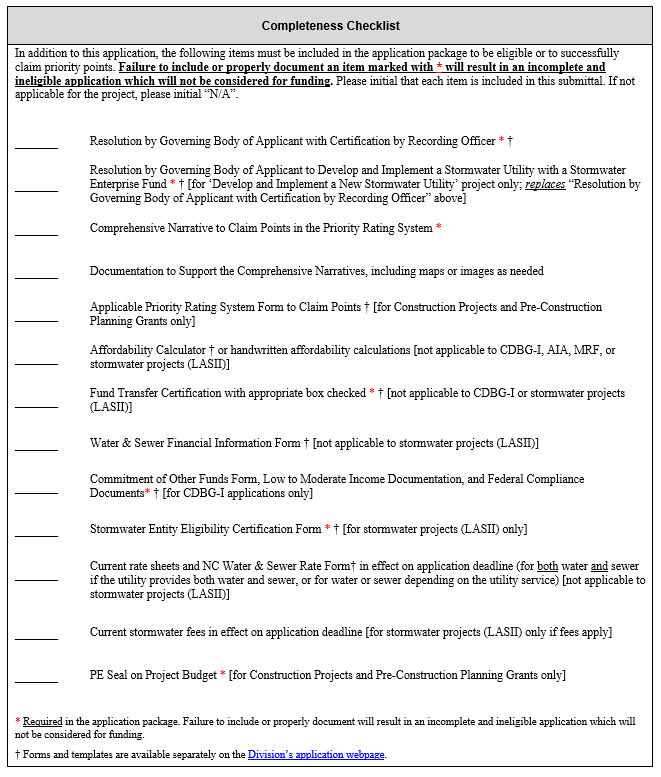 Completeness Checklist
In addition to this application, the following items must be included in the application package to be eligible or to successfully
claim priority points. Failure to include or properly document an item marked with * will result in an incomplete and
ineligible application which will not be considered for funding. Please initial that each item is included in this submittal. If not
applicable for the project, please initial “N/A”.
Resolution by Governing Body of Applicant with Certification by Recording Officer * †
Resolution by Governing Body of Applicant to Develop and Implement a Stormwater Utility with a Stormwater
Enterprise Fund * † [for ‘Develop and Implement a New Stormwater Utility’ project only; replaces “Resolution by
Governing Body of Applicant with Certification by Recording Officer” above]
Comprehensive Narrative to Claim Points in the Priority Rating System *
Documentation to Support the Comprehensive Narratives, including maps or images as needed
Applicable Priority Rating System Form to Claim Points † [for Construction Projects and Pre-Construction
Planning Grants only]
Affordability Calculator † or handwritten affordability calculations [not applicable to CDBG-I, AIA, MRF, or
stormwater projects (LASII)]
Fund Transfer Certification with appropriate box checked * † [not applicable to CDBG-I or stormwater projects
(LASII)]
Water & Sewer Financial Information Form † [not applicable to stormwater projects (LASII)]
Commitment of Other Funds Form, Low to Moderate Income Documentation, and Federal Compliance
Documents* † [for CDBG-I applications only]
Stormwater Entity Eligibility Certification Form * † [for stormwater projects (LASII) only]
Current rate sheets and NC Water & Sewer Rate Form† in effect on application deadline (for both water and sewer
if the utility provides both water and sewer, or for water or sewer depending on the utility service) [not applicable to
stormwater projects (LASII)]
Current stormwater fees in effect on application deadline [for stormwater projects (LASII) only if fees apply]
PE Seal on Project Budget * [for Construction Projects and Pre-Construction Planning Grants only]
* Required in the application package. Failure to include or properly document will result in an incomplete and ineligible application which will
not be considered for funding.
† Forms and templates are available separately on the Division’s application webpage.